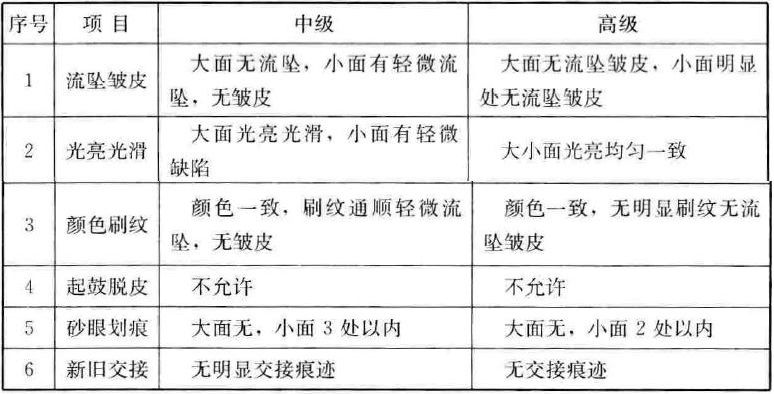 序号 项目 中级 高级
1 流坠皱皮 大面无流坠，小面有轻微流坠，无皱皮 大面无流坠皱皮，小面明显处无流坠皱皮
2 光亮光滑 大面光亮光滑，小面有轻微缺陷 大小面光亮均匀一致
3 颜色刷纹 颜色一致，刷纹通顺轻微流坠，无皱皮 颜色一致，无明显刷纹无流坠皱皮
4 起鼓脱皮 不允许 不允许
5 砂眼划痕 大面无，小面 3 处以内 大面无，小面 2 处以内
6 新旧交接 无明显交接痕迹 无交接痕迹